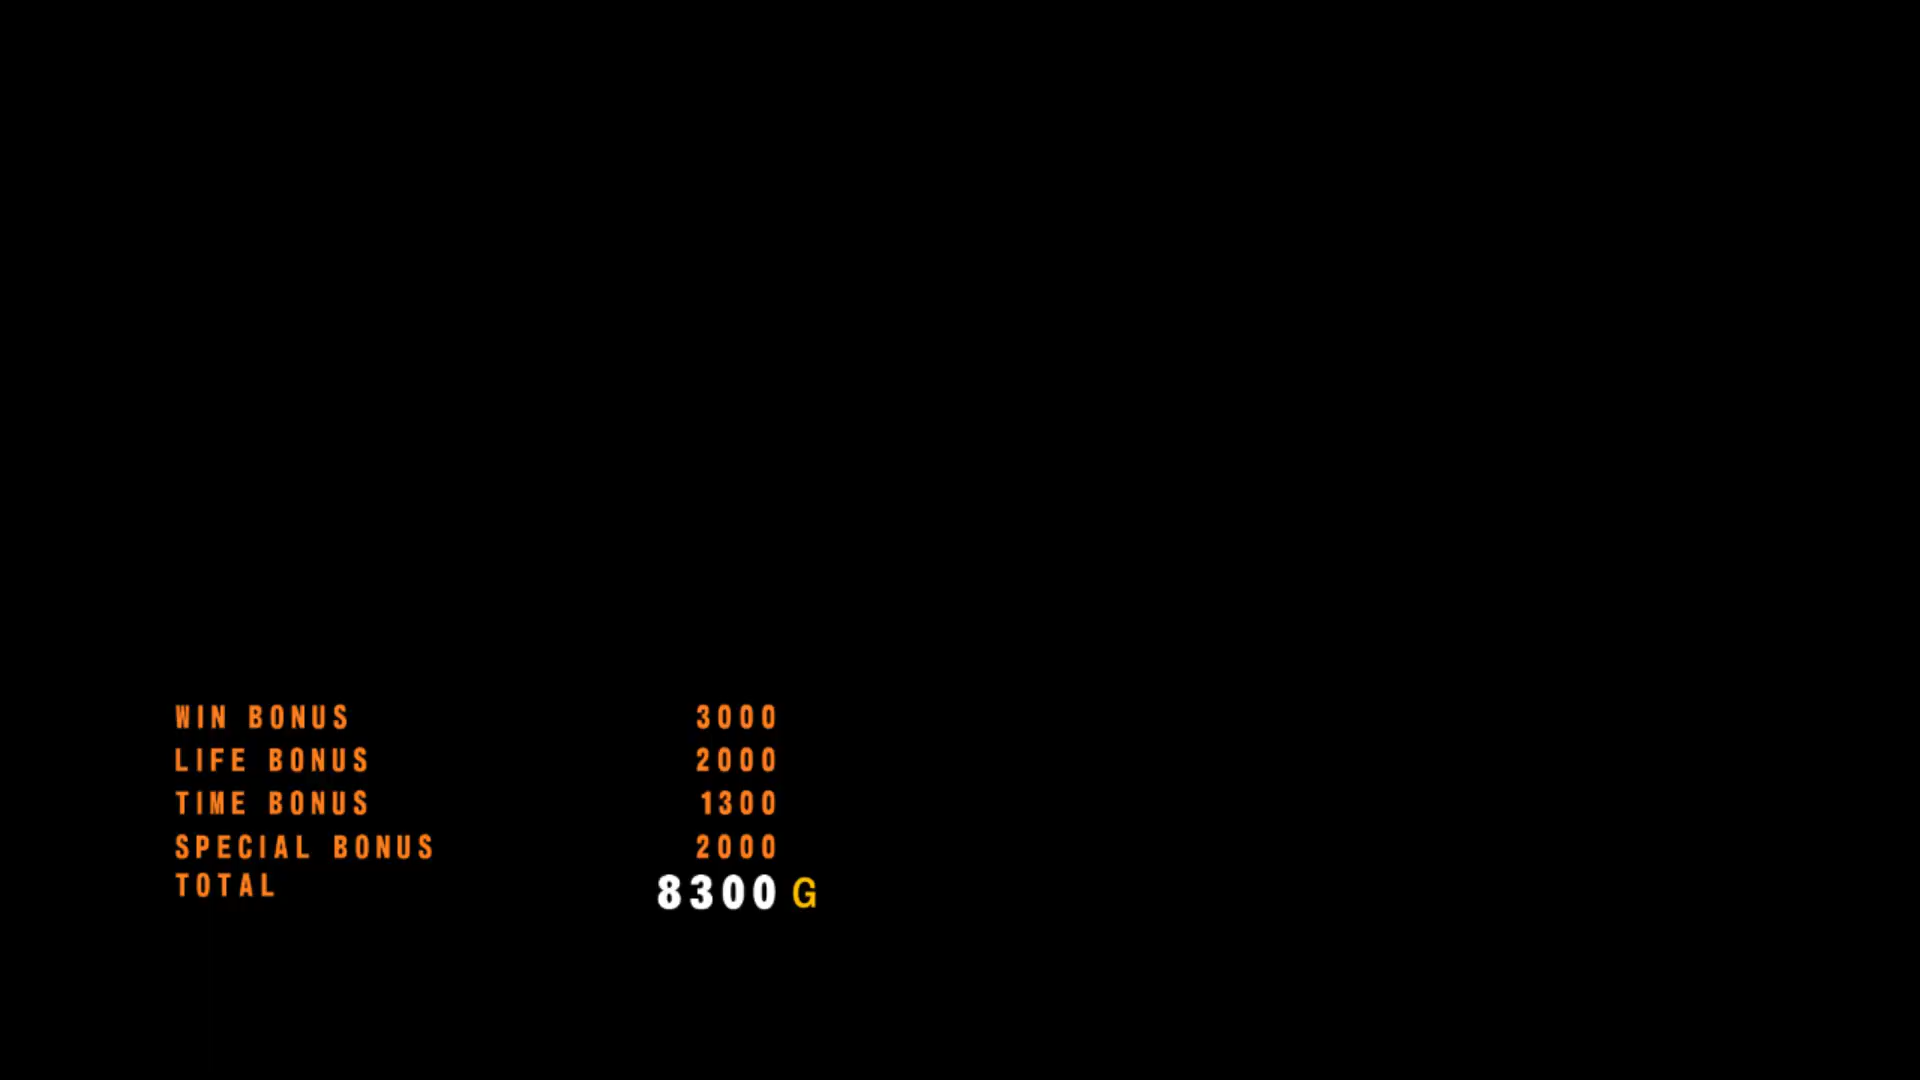 WIN BONUS 3000
LIFE BONUS 2000
TIME BONUS 1300
SPECIAL BONUS 2000
TOTAL 8300 G